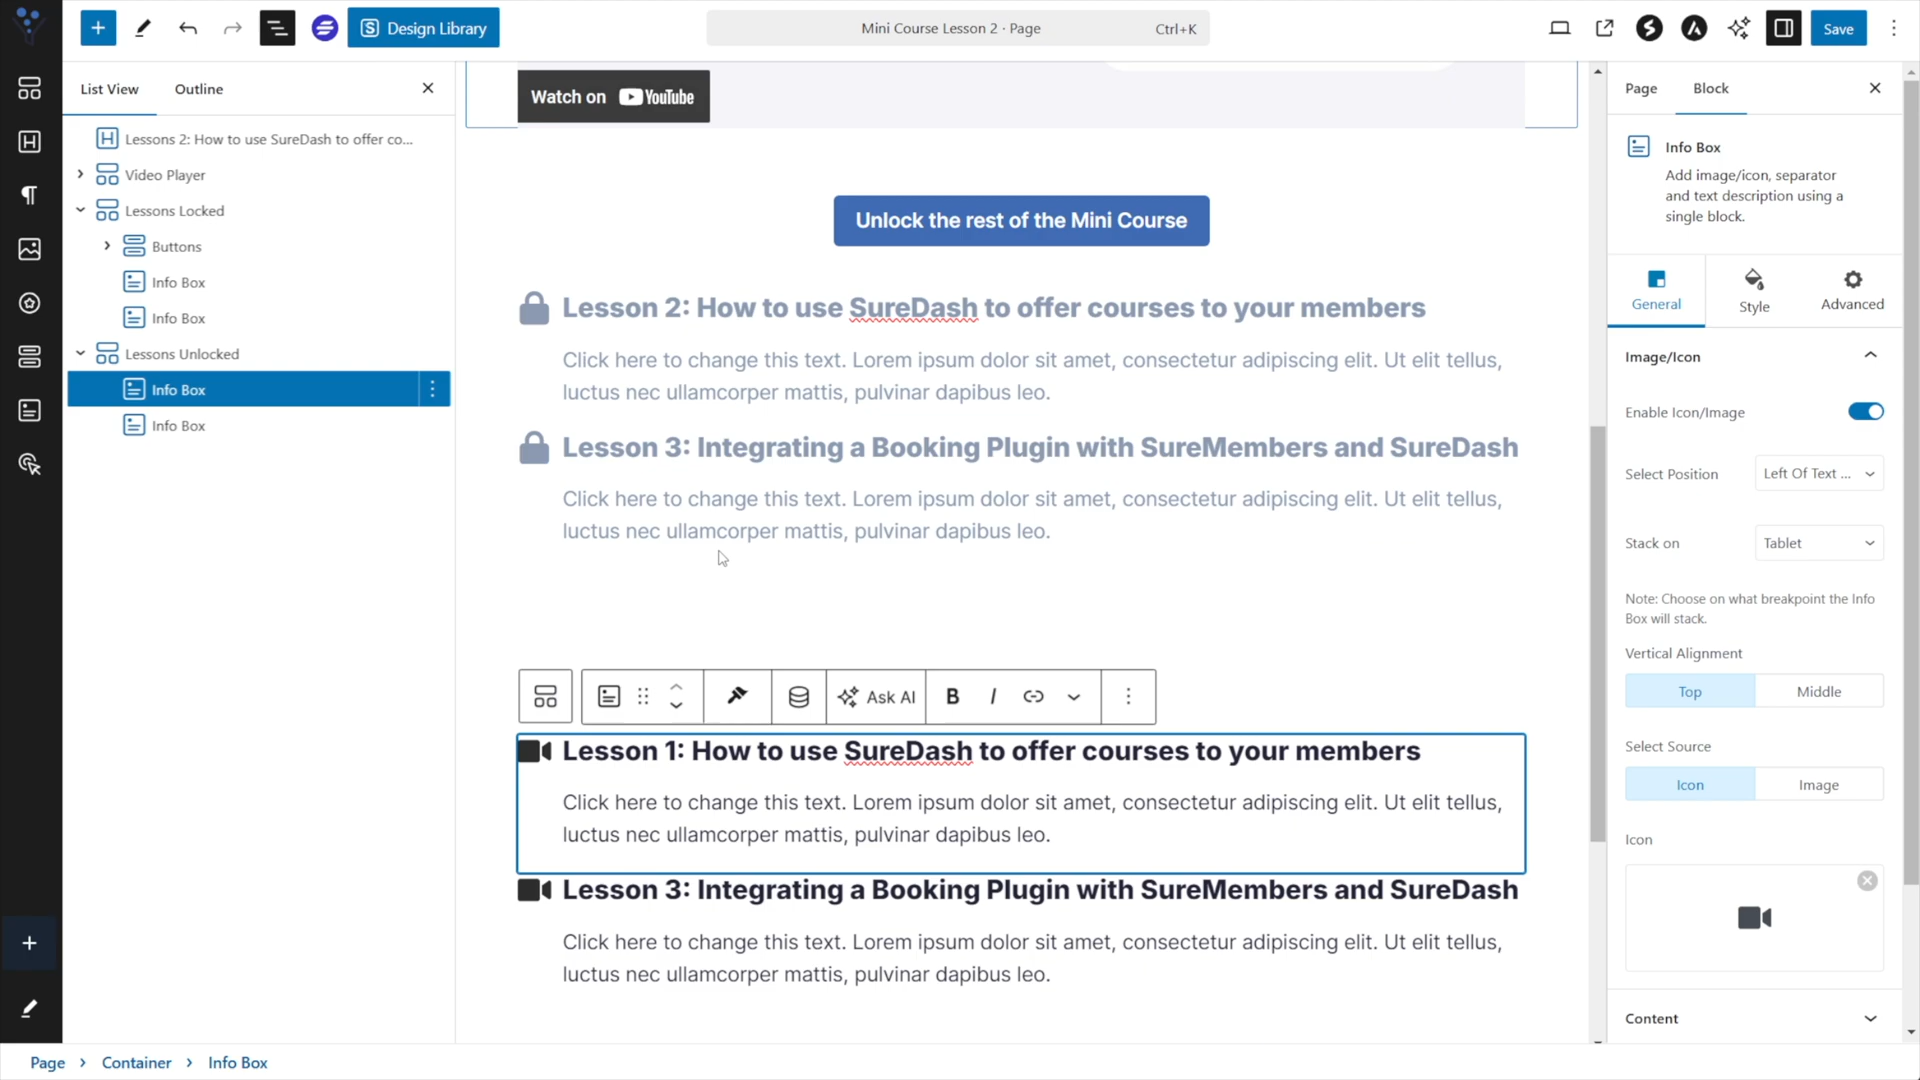 Design Library
Mini Course Lesson 2 · Page
Ctrl+K
Save
List View
Outline
Lessons 2: How to use SureDash to offer co...
Video Player
Lessons Locked
Buttons
Info Box
Info Box
Lessons Unlocked
Info Box
Info Box
Watch on YouTube
Unlock the rest of the Mini Course
Lesson 2: How to use SureDash to offer courses to your members
Click here to change this text. Lorem ipsum dolor sit amet, consectetur adipiscing elit. Ut elit tellus,
luctus nec ullamcorper mattis, pulvinar dapibus leo.
Lesson 3: Integrating a Booking Plugin with SureMembers and SureDash
Click here to change this text. Lorem ipsum dolor sit amet, consectetur adipiscing elit. Ut elit tellus,
luctus nec ullamcorper mattis, pulvinar dapibus leo.
Ask AI
B
I
Lesson 1: How to use SureDash to offer courses to your members
Click here to change this text. Lorem ipsum dolor sit amet, consectetur adipiscing elit. Ut elit tellus,
luctus nec ullamcorper mattis, pulvinar dapibus leo.
Lesson 3: Integrating a Booking Plugin with SureMembers and SureDash
Click here to change this text. Lorem ipsum dolor sit amet, consectetur adipiscing elit. Ut elit tellus,
luctus nec ullamcorper mattis, pulvinar dapibus leo.
Page
Block
Info Box
Add image/icon, separator
and text description using a
single block.
General
Style
Advanced
Image/Icon
Enable Icon/Image
Select Position
Left Of Text ...
Stack on
Tablet
Note: Choose on what breakpoint the Info
Box will stack.
Vertical Alignment
Top
Middle
Select Source
Icon
Image
Icon
Content
Page
Container
Info Box